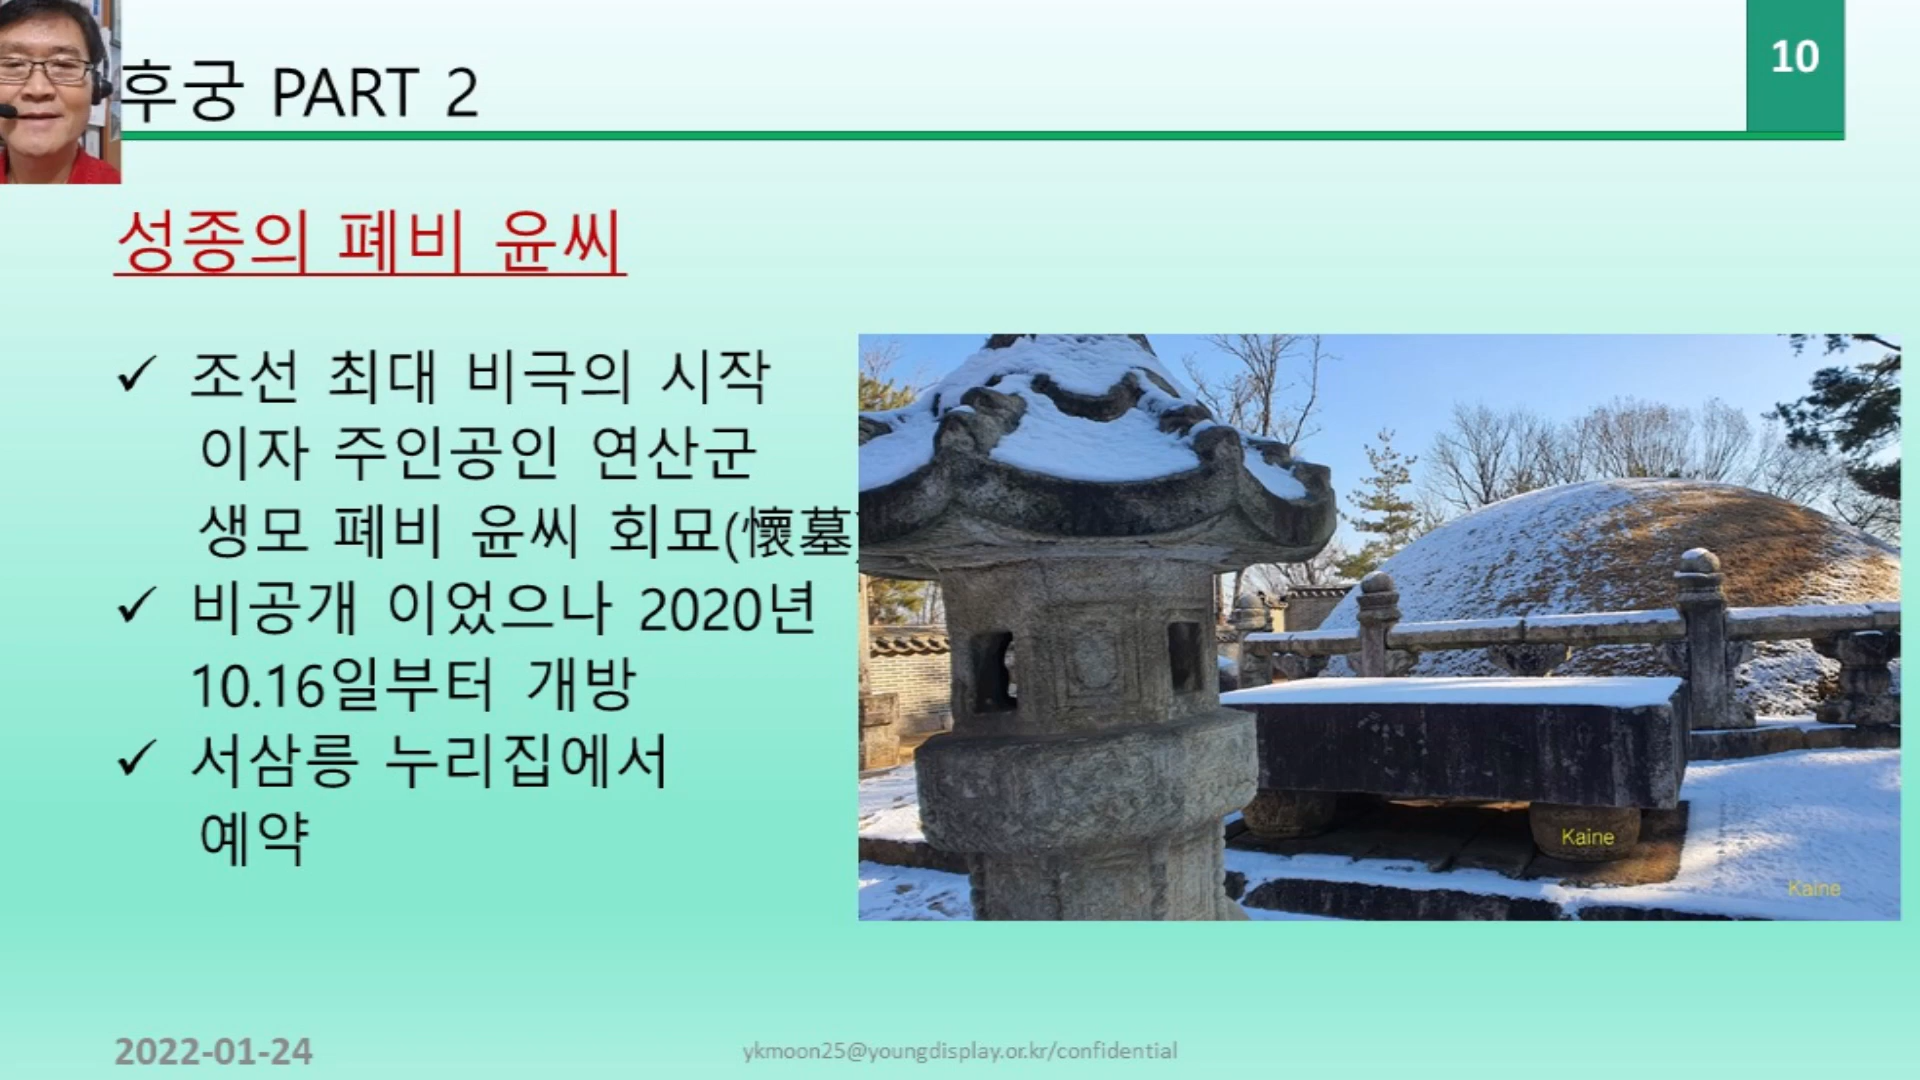 후궁 PART 2
10
성종의 폐비 윤씨
✓ 조선 최대 비극의 시작
이자 주인공인 연산군
생모 폐비 윤씨 회묘(懷墓)
✓ 비공개 이었으나 2020년
10.16일부터 개방
✓ 서삼릉 누리집에서
예약
Kaine
Kaine
2022-01-24
ykmoon25@youngdisplay.or.kr/confidential